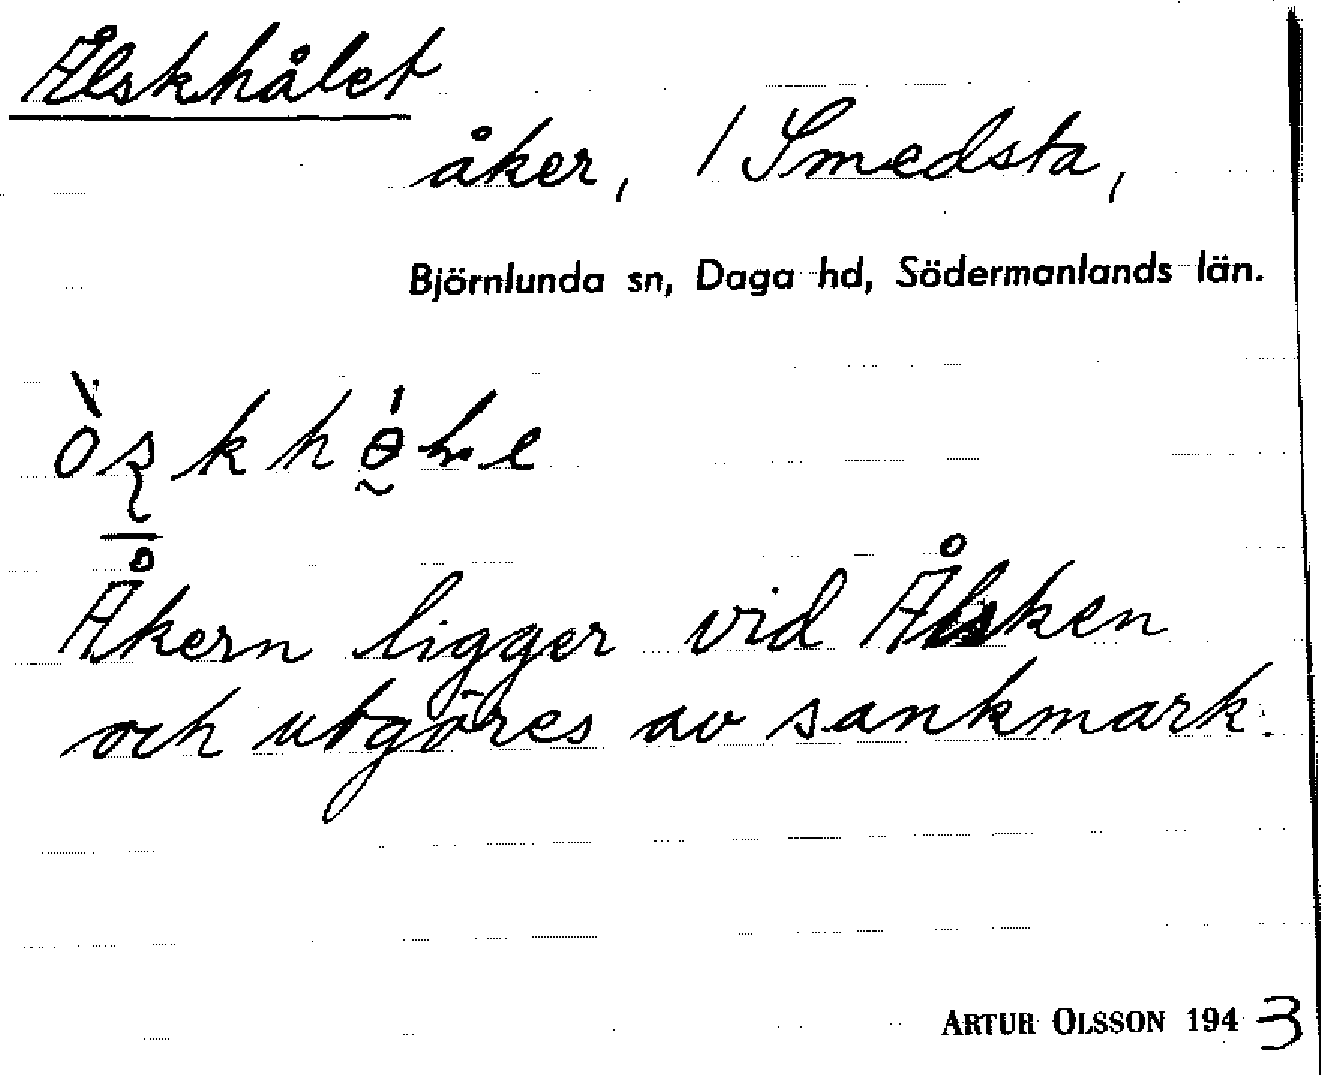 Ålskhålet
åker, / Smedsta,
Björnlunda sn, Daga hd, Södermanlands län.
Åkern ligger vid Ålsken
och utgöres av sankmark.
ARTUR OLSSON 1943